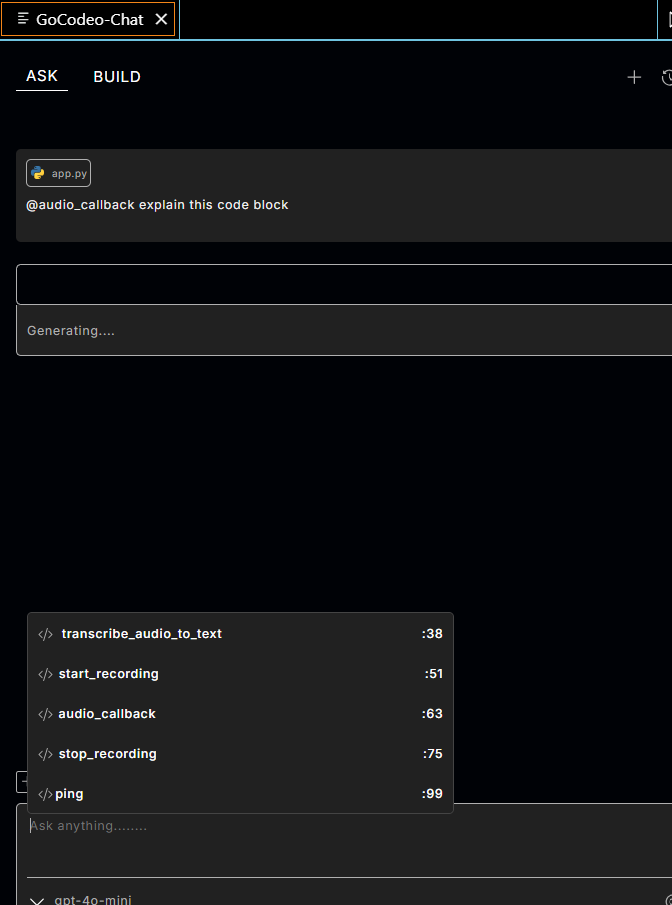 GoCodeo-Chat
ASK BUILD
app.py
@audio_callback explain this code block
Generating....
transcribe_audio_to_text :38
start_recording :51
audio_callback :63
stop_recording :75
ping :99
Ask anything........
gpt-4o-mini